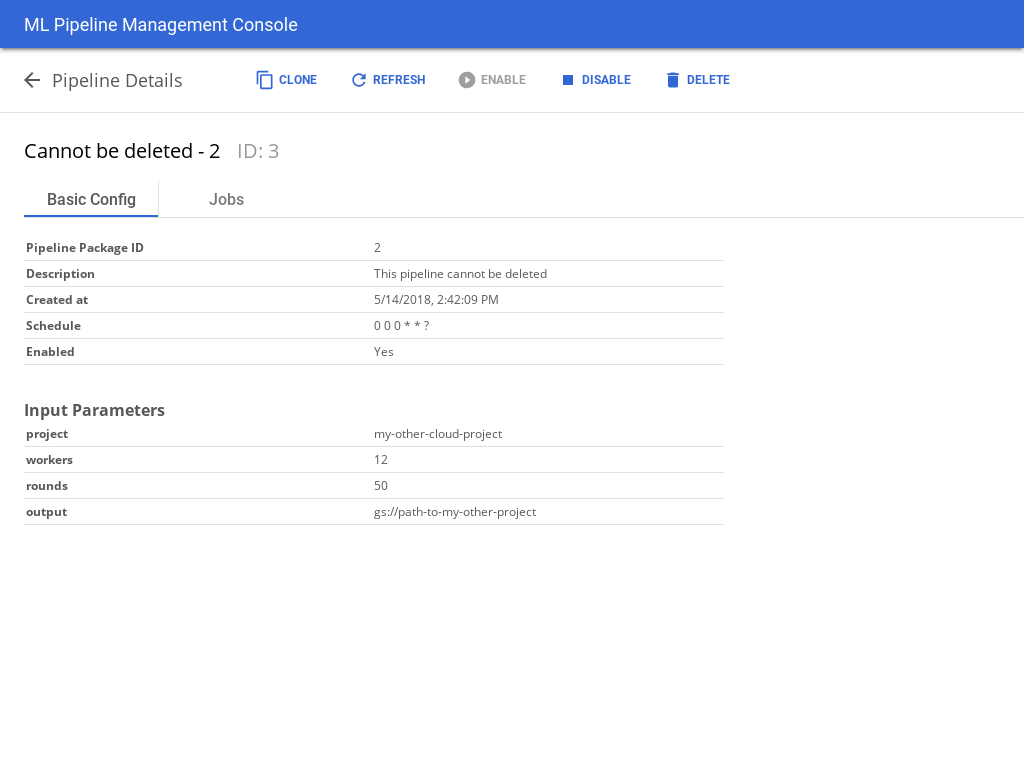 ML Pipeline Management Console
Pipeline Details CLONE REFRESH ENABLE DISABLE DELETE
Cannot be deleted - 2 ID: 3
Basic Config Jobs
Pipeline Package ID 2
Description This pipeline cannot be deleted
Created at 5/14/2018, 2:42:09 PM
Schedule 0 0 0 * * ?
Enabled Yes
Input Parameters
project my-other-cloud-project
workers 12
rounds 50
output gs://path-to-my-other-project